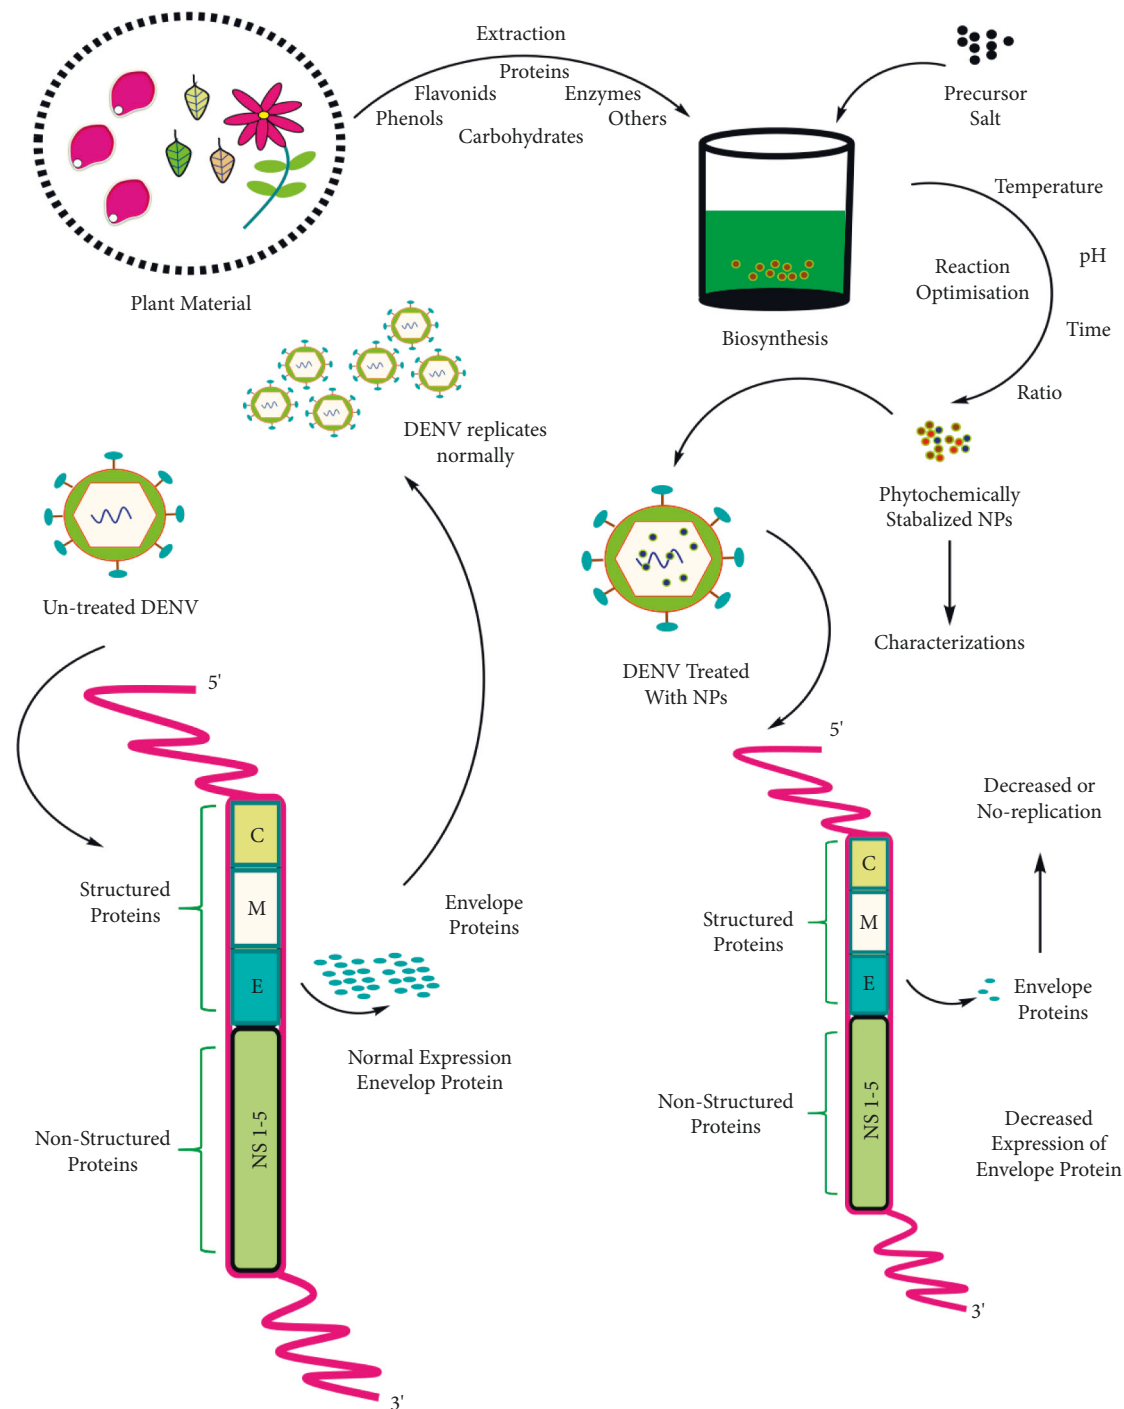 Extraction
Proteins
Flavonids
Enzymes
Phenols
Others
Carbohydrates
Precursor
Salt
Plant Material
Temperature
pH
Reaction
Optimisation
Time
Ratio
Biosynthesis
DENV replicates
normally
Phytochemically
Stabalized NPs
Characterizations
Un-treated DENV
DENV Treated
With NPs
5'
C
M
E
NS 1-5
Structured
Proteins
Non-Structured
Proteins
Envelope
Proteins
Normal Expression
Enevelop Protein
3'
5'
C
M
E
NS 1-5
Structured
Proteins
Non-Structured
Proteins
Decreased or
No-replication
Envelope
Proteins
Decreased
Expression of
Envelope Protein
3'